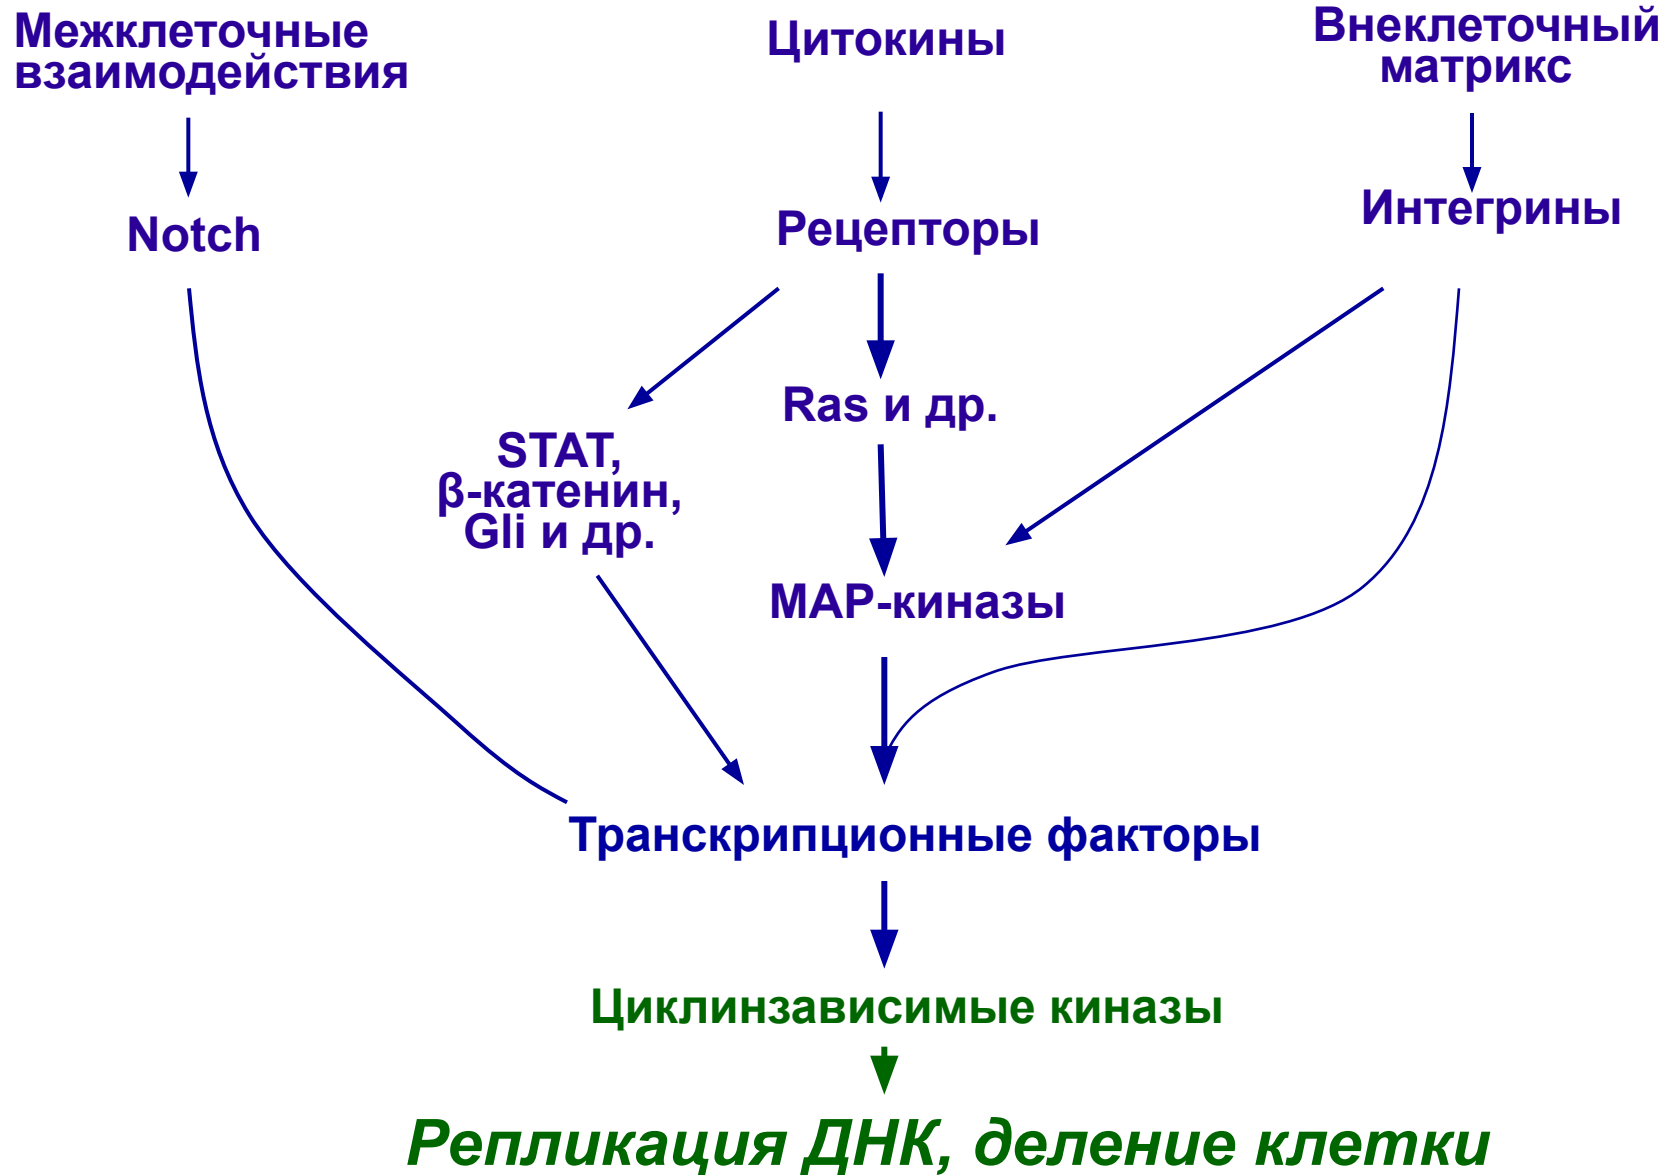 Межклеточные
взаимодействия
Цитокины
Внеклеточный
матрикс
Notch
Рецепторы
Интегрины
Ras и др.
STAT,
β-катенин,
Gli и др.
МАР-киназы
Транскрипционные факторы
Циклинзависимые киназы
Репликация ДНК, деление клетки